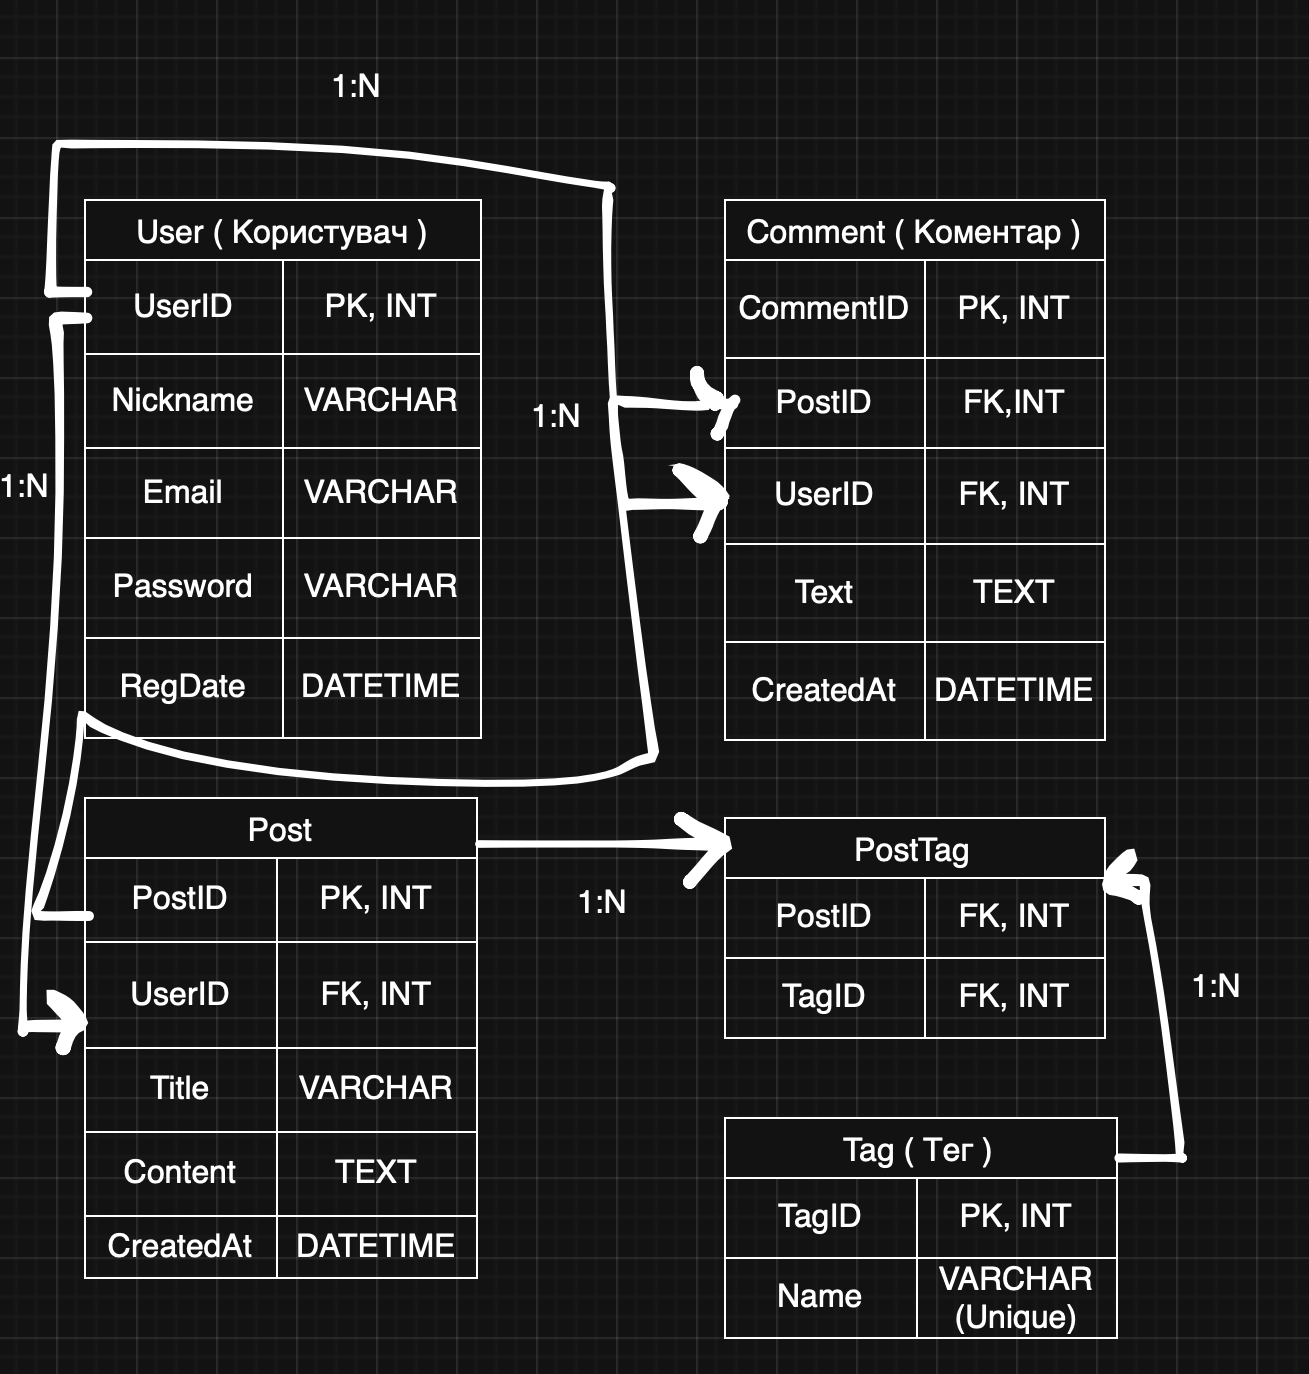 1:N
User ( Користувач )
UserID PK, INT
Nickname VARCHAR
Email VARCHAR
Password VARCHAR
RegDate DATETIME
1:N
1:N
Comment ( Коментар )
CommentID PK, INT
PostID FK,INT
UserID FK, INT
Text TEXT
CreatedAt DATETIME
Post
PostID PK, INT
UserID FK, INT
Title VARCHAR
Content TEXT
CreatedAt DATETIME
1:N
PostTag
PostID FK, INT
TagID FK, INT
1:N
Tag ( Тег )
TagID PK, INT
Name VARCHAR
(Unique)